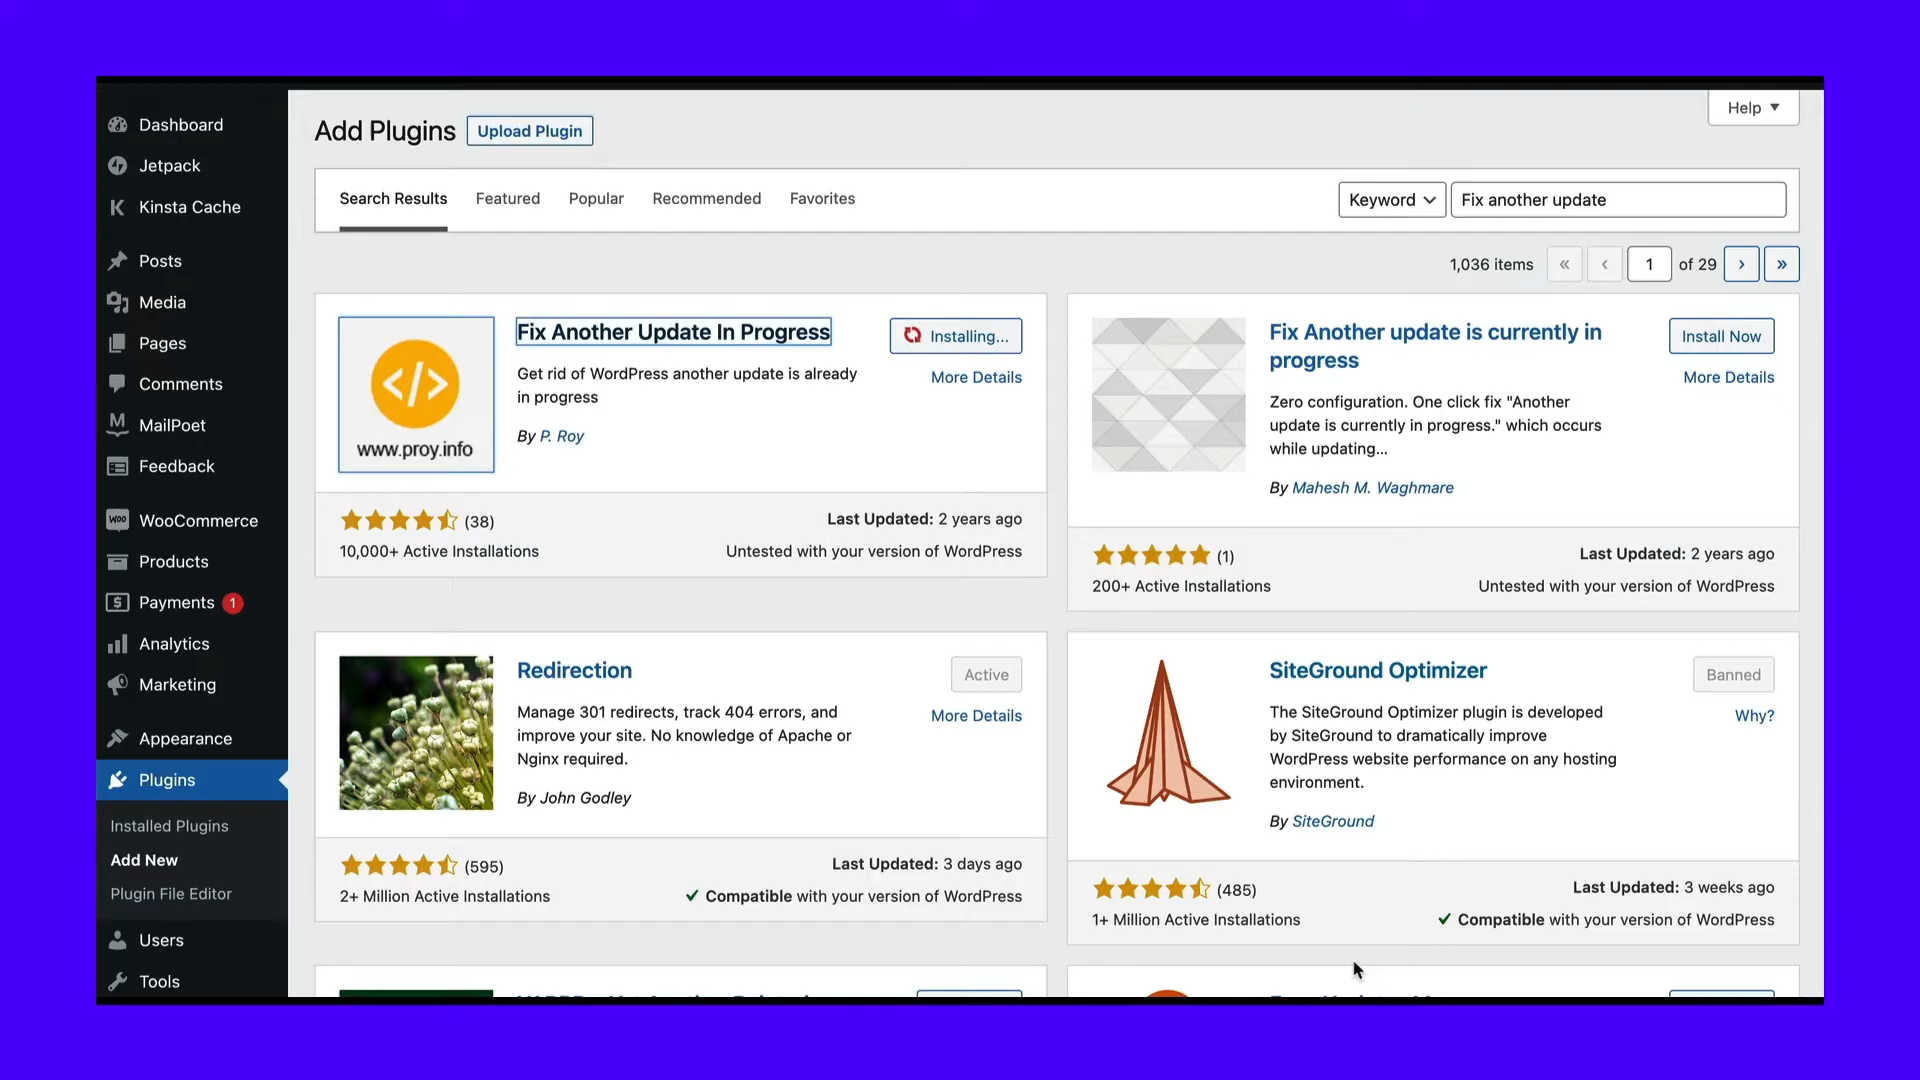 Dashboard
Jetpack
Kinsta Cache
Posts
Media
Pages
Comments
MailPoet
Feedback
WooCommerce
Products
Payments 1
Analytics
Marketing
Appearance
Plugins
Installed Plugins
Add New
Plugin File Editor
Users
Tools
Help
Add Plugins Upload Plugin
Search Results Featured Popular Recommended Favorites Keyword Fix another update
1,036 items « ‹ 1 of 29 › »
Fix Another Update In Progress
Installing...
More Details
Get rid of WordPress another update is already
in progress
By P. Roy
www.proy.info
(38)
Last Updated: 2 years ago
10,000+ Active Installations
Untested with your version of WordPress
Fix Another update is currently in
progress
Install Now
More Details
Zero configuration. One click fix "Another
update is currently in progress." which occurs
while updating...
By Mahesh M. Waghmare
(1)
Last Updated: 2 years ago
200+ Active Installations
Untested with your version of WordPress
Redirection
Active
More Details
Manage 301 redirects, track 404 errors, and
improve your site. No knowledge of Apache or
Nginx required.
By John Godley
(595)
Last Updated: 3 days ago
2+ Million Active Installations
Compatible with your version of WordPress
SiteGround Optimizer
Banned
Why?
The SiteGround Optimizer plugin is developed
by SiteGround to dramatically improve
WordPress website performance on any hosting
environment.
By SiteGround
(485)
Last Updated: 3 weeks ago
1+ Million Active Installations
Compatible with your version of WordPress